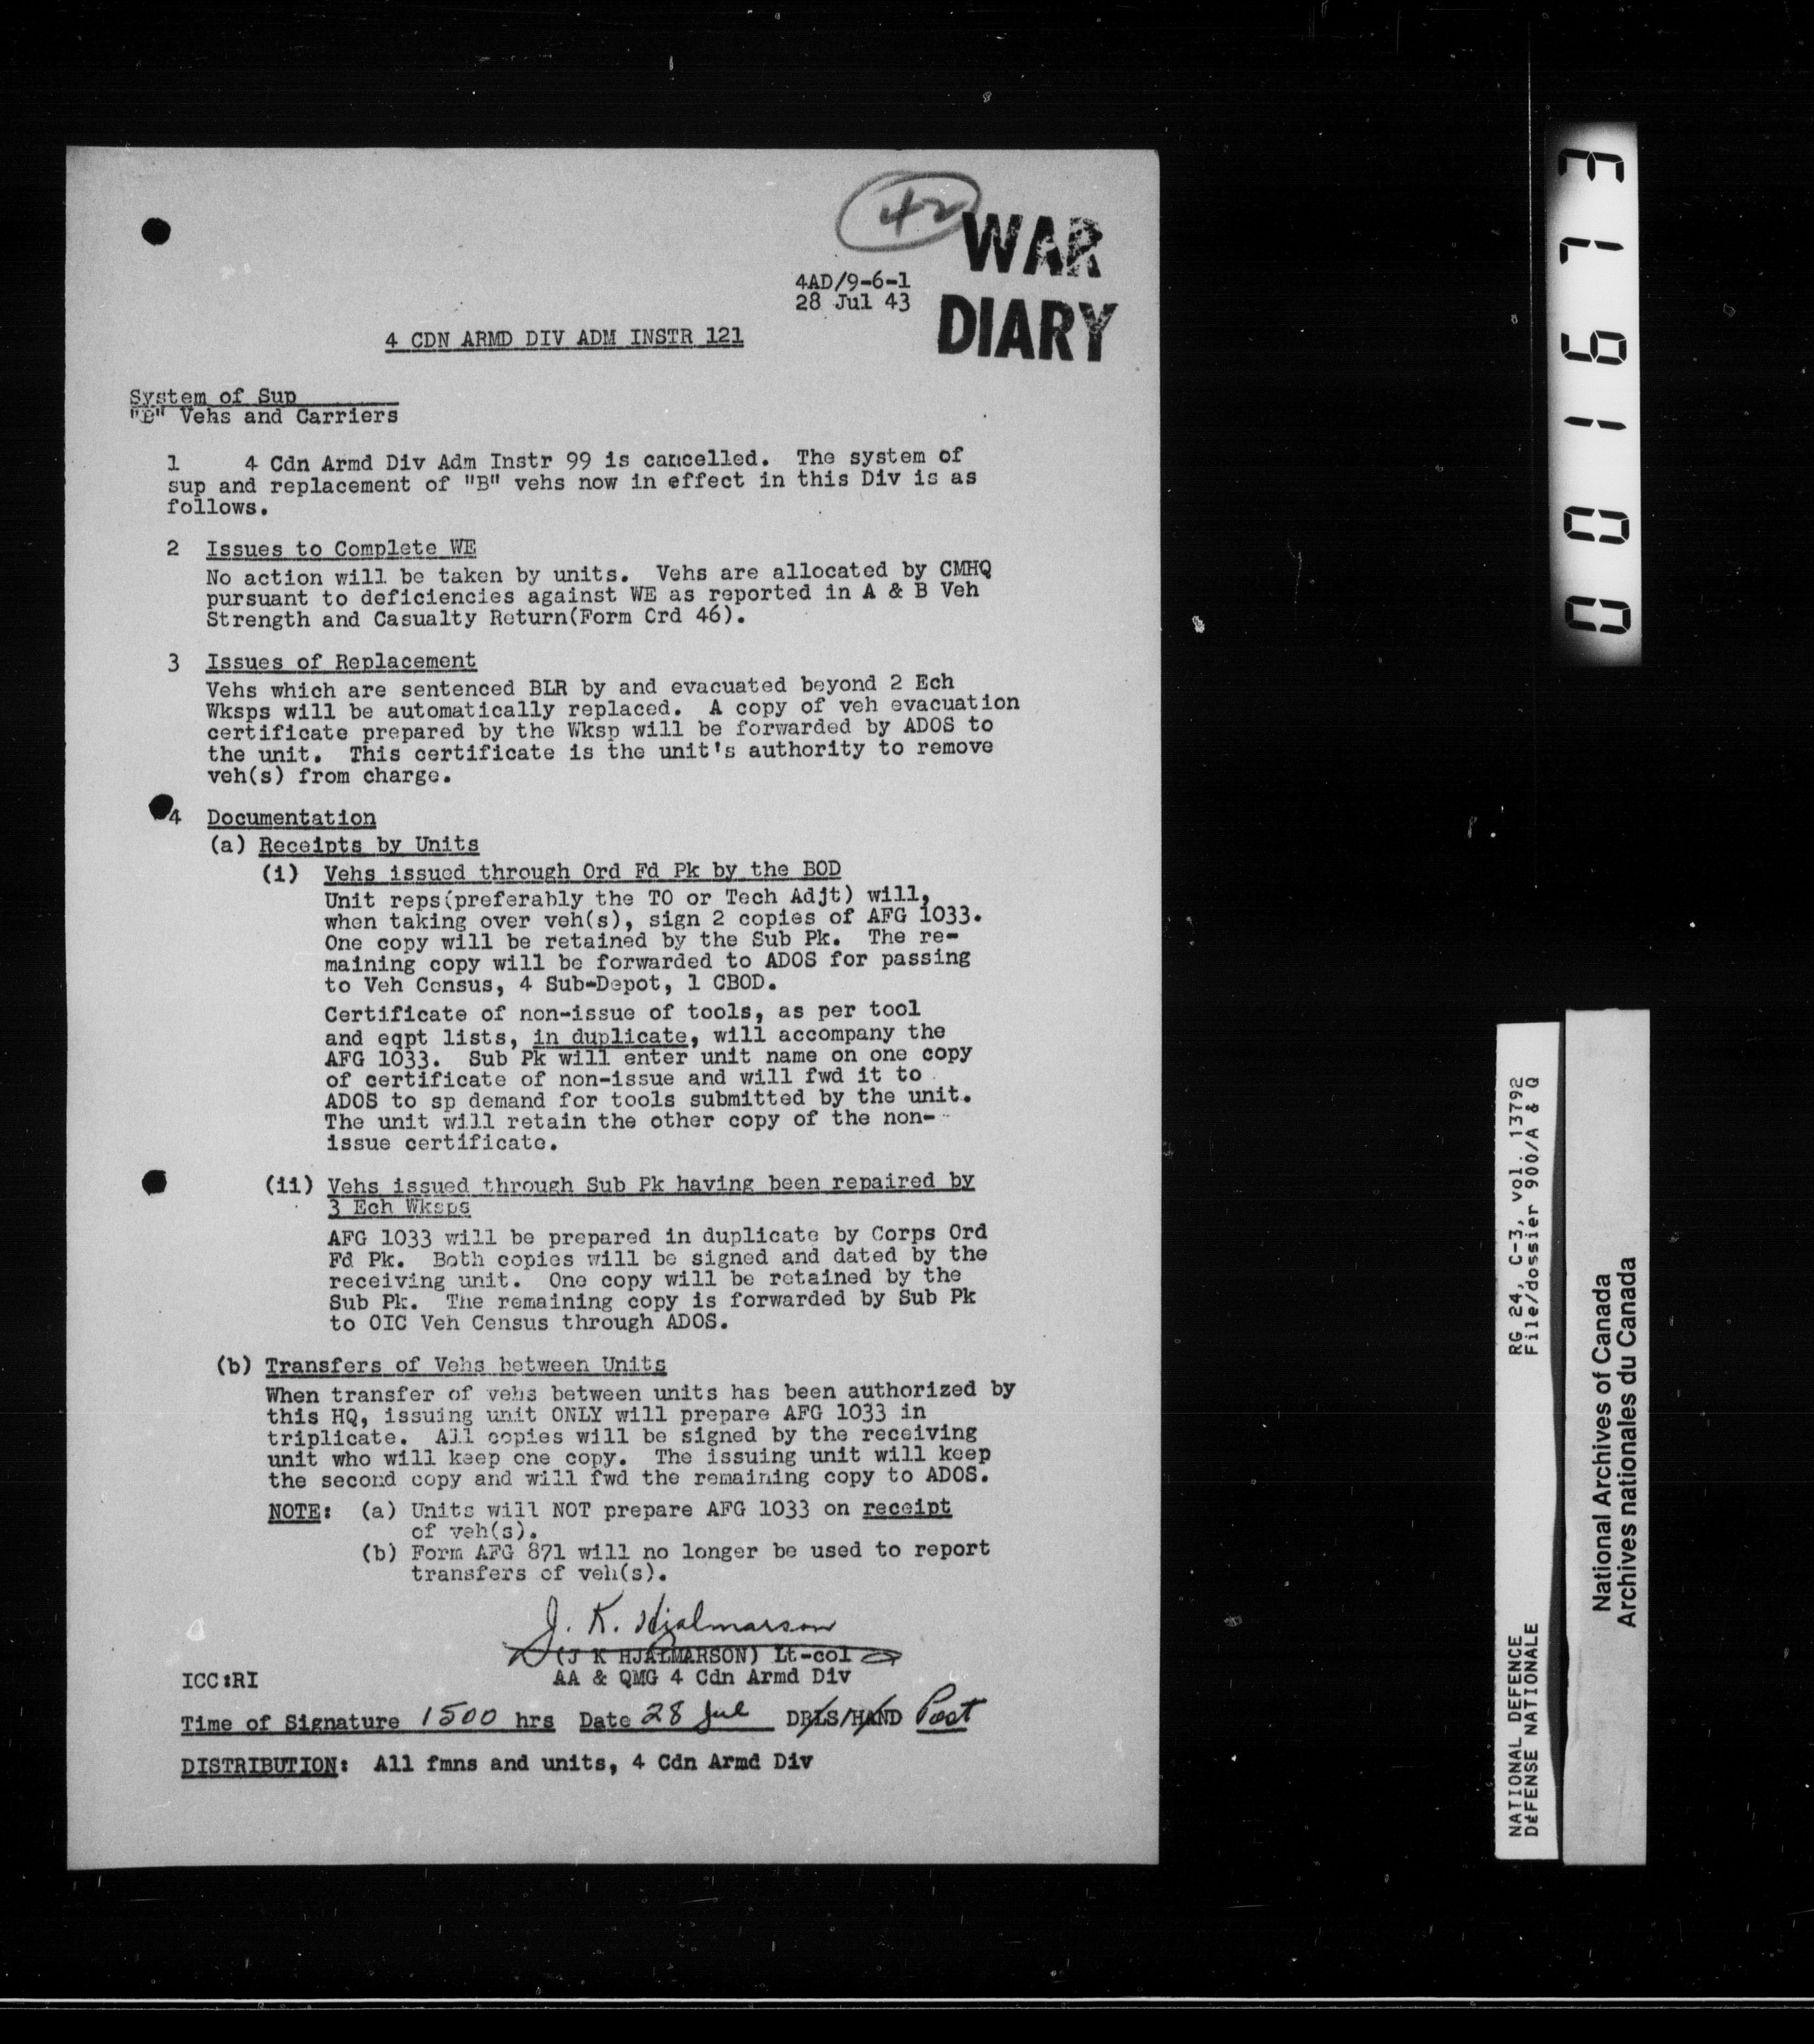 42
WAR
DIARY
4AD/9-6-1
28 Jul 43
4 CDN ARMD DIV ADM INSTR 121
System of Sup
"B" Vehs and Carriers
1 4 Cdn Armd Div Adm Instr 99 is cancelled. The system of
sup and replacement of "B" vehs now in effect in this Div is as
follows.
2 Issues to Complete WE
No action will be taken by units. Vehs are allocated by CMHQ
pursuant to deficiencies against WE as reported in A & B Veh
Strength and Casualty Return(Form Ord 46).
3 Issues of Replacement
Vehs which are sentenced BLR by and evacuated beyond 2 Ech
Wksps will be automatically replaced. A copy of veh evacuation
certificate prepared by the Wksp will be forwarded by ADOS to
the unit. This certificate is the unit's authority to remove
veh(s) from charge.
4 Documentation
(a) Receipts by Units
(i) Vehs issued through Ord Fd Pk by the BOD
Unit reps(preferably the TO or Tech Adjt) will,
when taking over veh(s), sign 2 copies of AFG 1033.
One copy will be retained by the Sub Pk. The re-
maining copy will be forwarded to ADOS for passing
to Veh Census, 4 Sub-Depot, 1 CBOD.
Certificate of non-issue of tools, as per tool
and eqpt lists, in duplicate, will accompany the
AFG 1033. Sub Pk will enter unit name on one copy
of certificate of non-issue and will fwd it to
ADOS to sp demand for tools submitted by the unit.
The unit will retain the other copy of the non-
issue certificate.
(ii) Vehs issued through Sub Pk having been repaired by
3 Ech Wksps
AFG 1033 will be prepared in duplicate by Corps Ord
Fd Pk. Both copies will be signed and dated by the
receiving unit. One copy will be retained by the
Sub Pk. The remaining copy is forwarded by Sub Pk
to OIC Veh Census through ADOS.
(b) Transfers of Vehs between Units
When transfer of vehs between units has been authorized by
this HQ, issuing unit ONLY will prepare AFG 1033 in
triplicate. All copies will be signed by the receiving
unit who will keep one copy. The issuing unit will keep
the second copy and will fwd the remaining copy to ADOS.
NOTE: (a) Units will NOT prepare AFG 1033 on receipt
of veh(s).
(b) Form AFG 871 will no longer be used to report
transfers of veh(s).
J. K. Hjalmarson
(J K HJALMARSON) Lt-col
AA & QMG 4 Cdn Armd Div
ICC:RI
Time of Signature 1500 hrs Date 28 Jul DRLS/HAND Post
DISTRIBUTION: All fmns and units, 4 Cdn Armd Div
001673
RG 24, C-3, vol. 13792
File/dossier 900/A & Q
NATIONAL DEFENCE
DÉFENSE NATIONALE
National Archives of Canada
Archives nationales du Canada